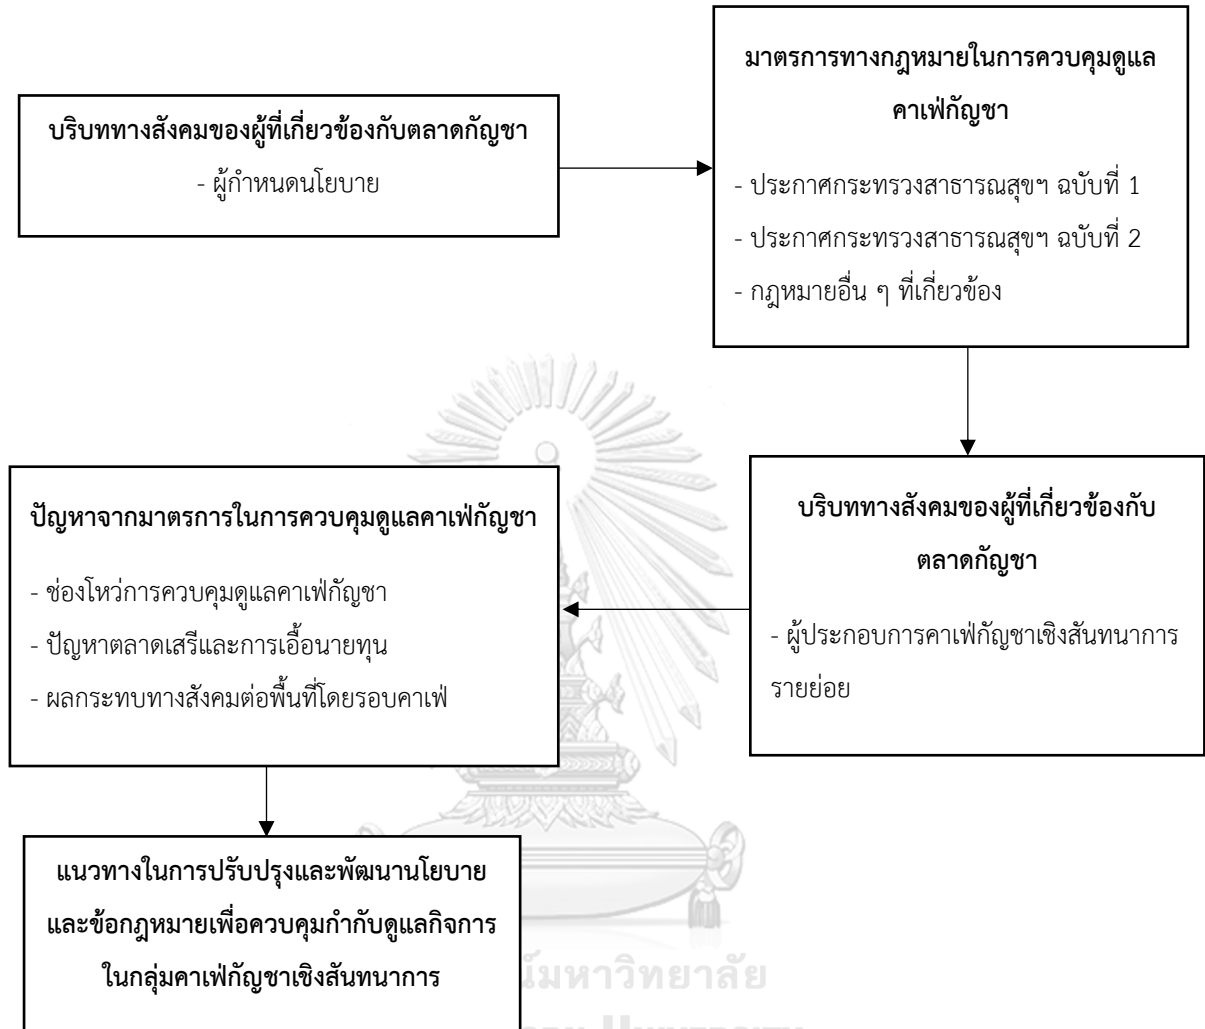 บริบททางสังคมของผู้ที่เกี่ยวข้องกับตลาดกัญชา
- ผู้กำหนดนโยบาย
มาตรการทางกฎหมายในการควบคุมดูแล
คาเฟ่กัญชา
- ประกาศกระทรวงสาธารณสุขฯ ฉบับที่ 1
- ประกาศกระทรวงสาธารณสุขฯ ฉบับที่ 2
- กฎหมายอื่น ๆ ที่เกี่ยวข้อง
บริบททางสังคมของผู้ที่เกี่ยวข้องกับ
ตลาดกัญชา
- ผู้ประกอบการคาเฟ่กัญชาเชิงสันทนาการ
รายย่อย
ปัญหาจากมาตรการในการควบคุมดูแลคาเฟ่กัญชา
- ช่องโหว่การควบคุมดูแลคาเฟ่กัญชา
- ปัญหาตลาดเสรีและการเอื้อนายทุน
- ผลกระทบทางสังคมต่อพื้นที่โดยรอบคาเฟ่
แนวทางในการปรับปรุงและพัฒนานโยบาย
และข้อกฎหมายเพื่อควบคุมกำกับดูแลกิจการ
ในกลุ่มคาเฟ่กัญชาเชิงสันทนาการ
มหาวิทยาลัย